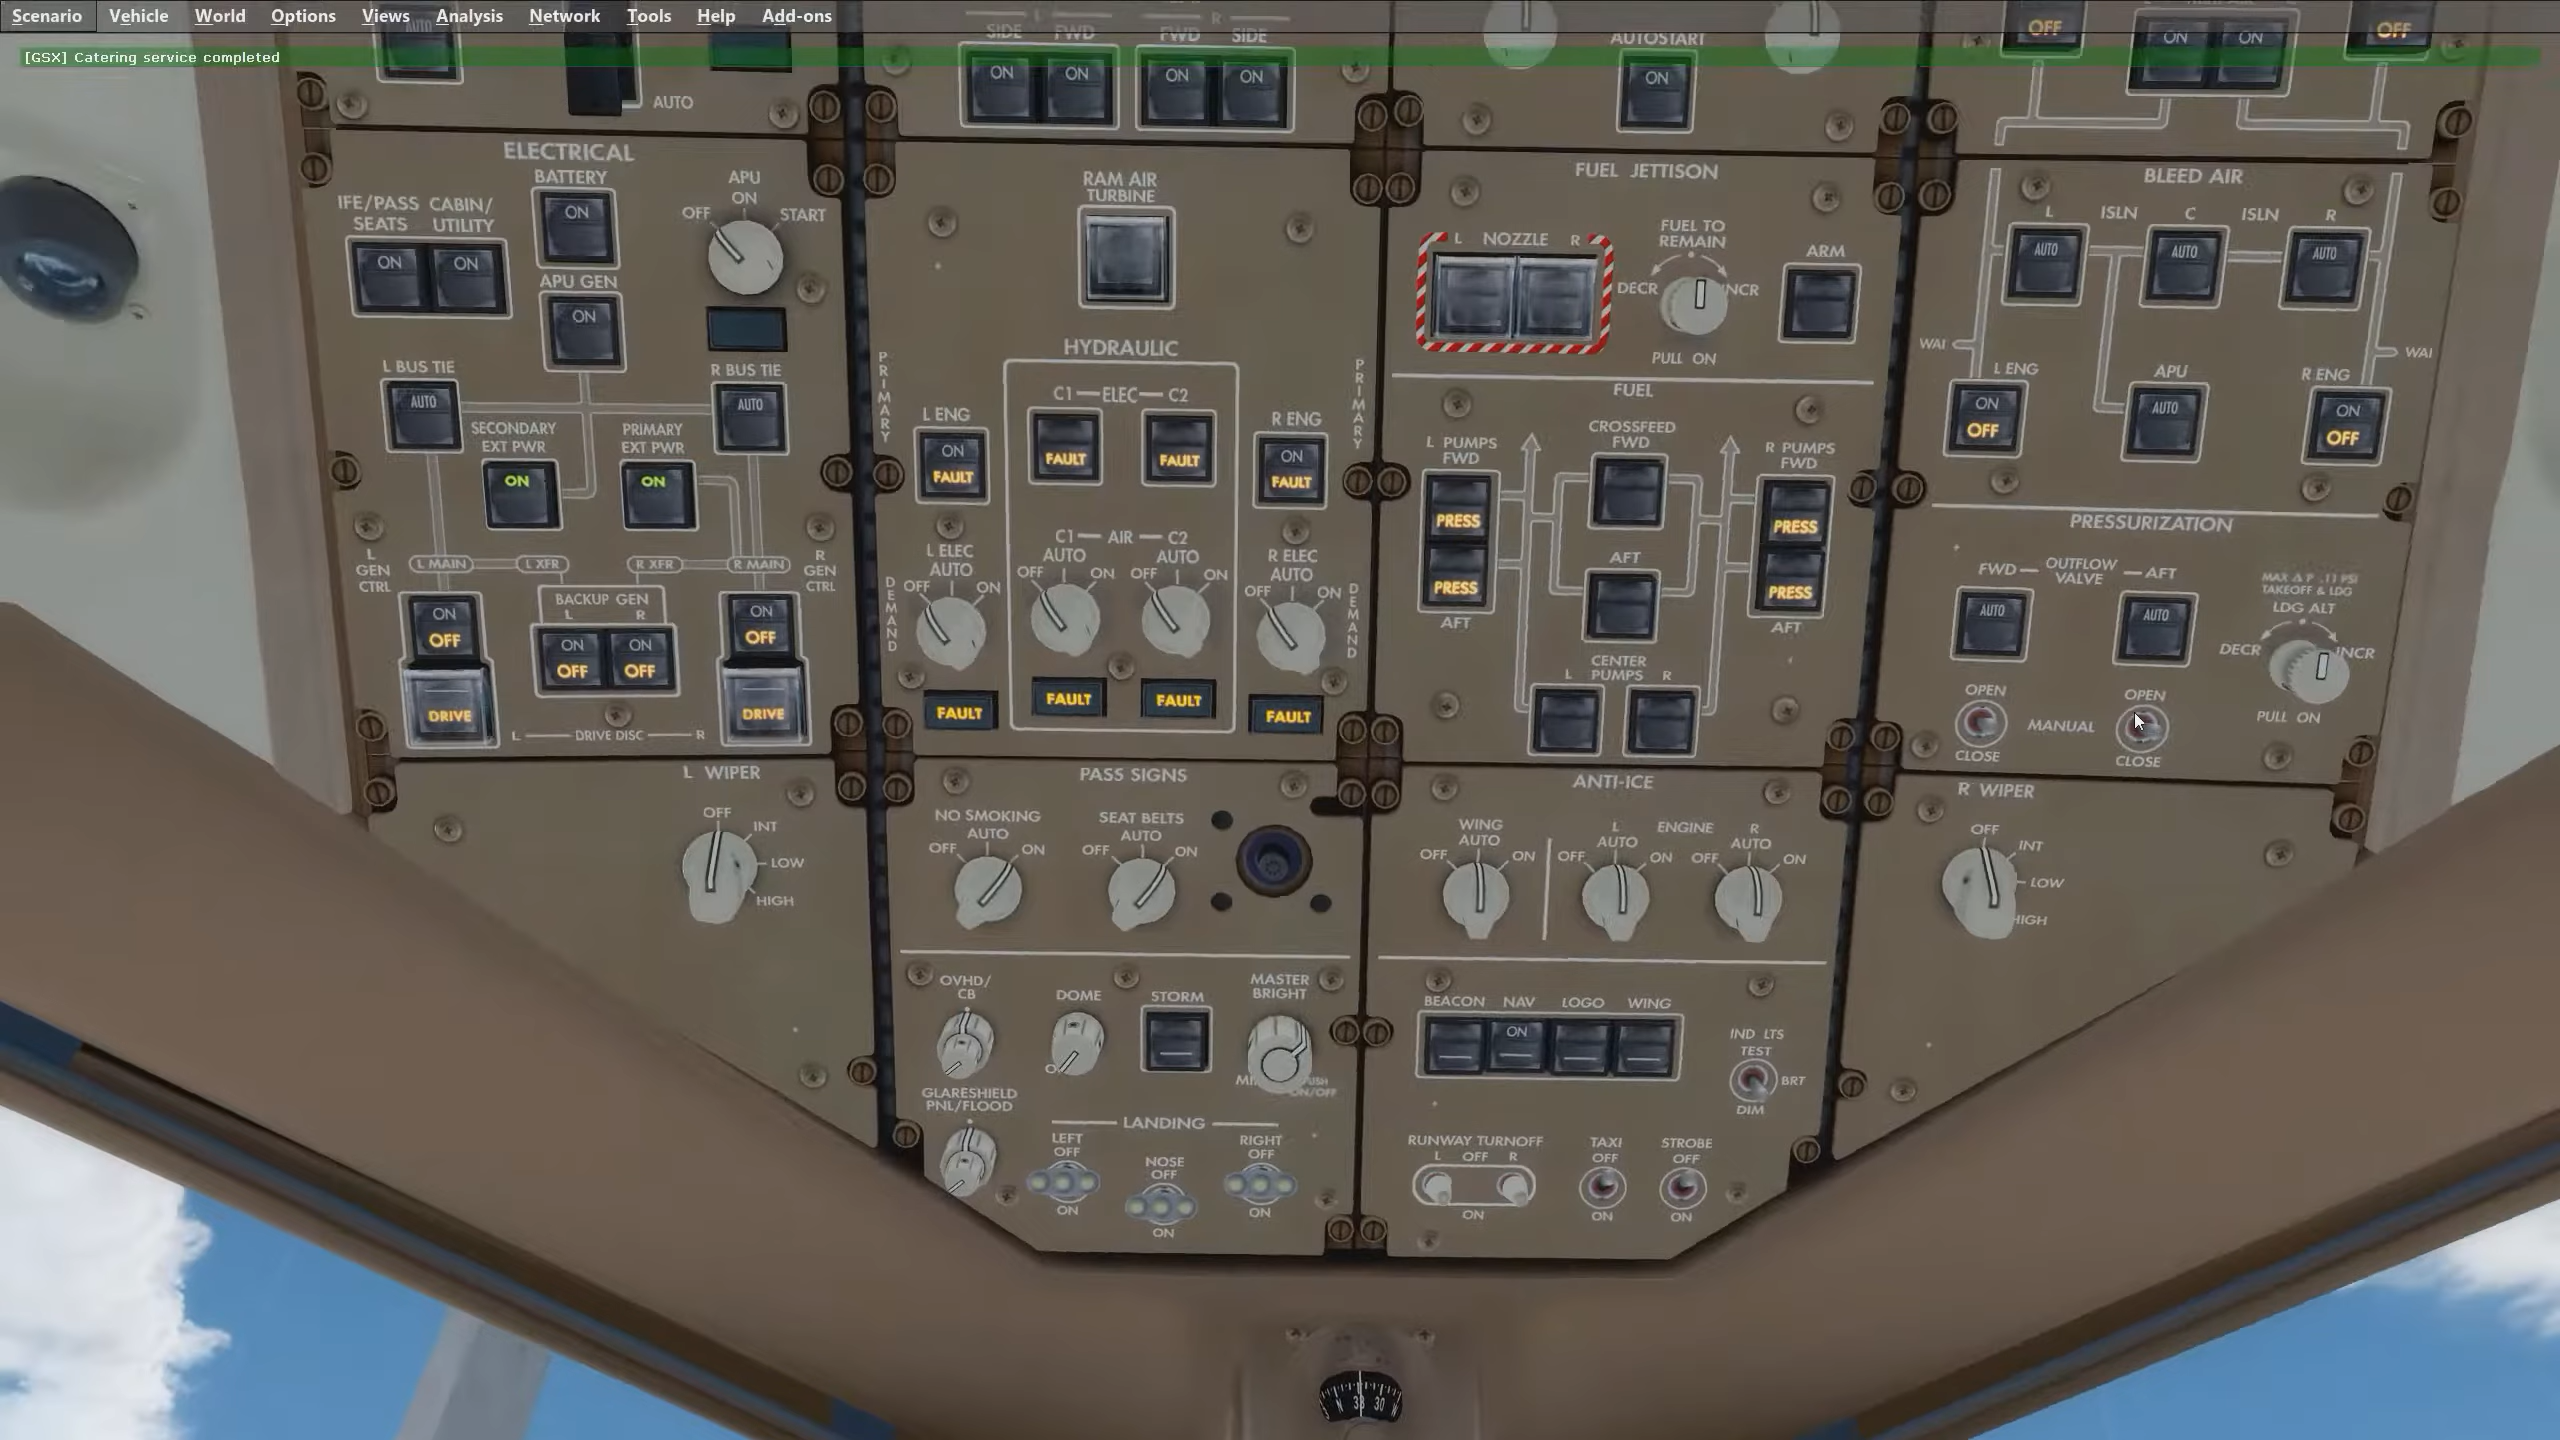 Scenario Vehicle World Options Views Analysis Network Tools Help Add-ons
[GSX] Catering service completed
AUTO
AUTO
L
R
SIDE FWD FWD SIDE
ON ON ON ON
AUTOSTART
ON
OFF
ON ON
OFF
ELECTRICAL
BATTERY
ON
IFE/PASS SEATS
CABIN/ UTILITY
ON ON
APU
OFF ON START
APU GEN
ON
L BUS TIE
AUTO
R BUS TIE
AUTO
SECONDARY
EXT PWR
ON
PRIMARY
EXT PWR
ON
L
GEN
CTRL
L MAIN L XFR R XFR R MAIN
R
GEN
CTRL
ON
OFF
BACKUP GEN
L R
ON OFF
ON OFF
ON
OFF
DRIVE
DRIVE
L DRIVE DISC R
RAM AIR
TURBINE
HYDRAULIC
PRIMARY
PRIMARY
C1 ELEC C2
FAULT FAULT
L ENG
ON
FAULT
R ENG
ON
FAULT
C1 AIR C2
AUTO AUTO
OFF ON OFF ON
L ELEC
AUTO
OFF ON
R ELEC
AUTO
OFF ON
DEMAND
DEMAND
FAULT FAULT FAULT FAULT
FUEL JETTISON
L NOZZLE R
FUEL TO
REMAIN
DECR INCR
PULL ON
ARM
FUEL
CROSSFEED
FWD
L PUMPS
FWD
PRESS
PRESS
AFT
R PUMPS
FWD
PRESS
PRESS
AFT
AFT
CENTER
L PUMPS R
BLEED AIR
L ISLN C ISLN R
AUTO AUTO AUTO
WAI
WAI
L ENG
ON
OFF
APU
AUTO
R ENG
ON
OFF
PRESSURIZATION
FWD OUTFLOW VALVE AFT
AUTO AUTO
MAX Δ P .11 PSI
TAKEOFF & LDG
LDG ALT
DECR INCR
PULL ON
OPEN OPEN
MANUAL
CLOSE CLOSE
L WIPER
OFF
INT
LOW
HIGH
PASS SIGNS
NO SMOKING
AUTO
OFF ON
SEAT BELTS
AUTO
OFF ON
ANTI-ICE
WING
AUTO
OFF ON
L ENGINE R
AUTO AUTO
OFF ON OFF ON
R WIPER
OFF
INT
LOW
HIGH
OVHD/
CB
DOME
STORM
MASTER
BRIGHT
GLARESHIELD
PNL/FLOOD
LANDING
LEFT
OFF
ON
NOSE
OFF
ON
RIGHT
OFF
ON
BEACON NAV LOGO WING
ON
IND LTS
TEST
BRT
DIM
RUNWAY TURNOFF
L OFF R
ON
TAXI
OFF
ON
STROBE
OFF
ON
N 33 30 W